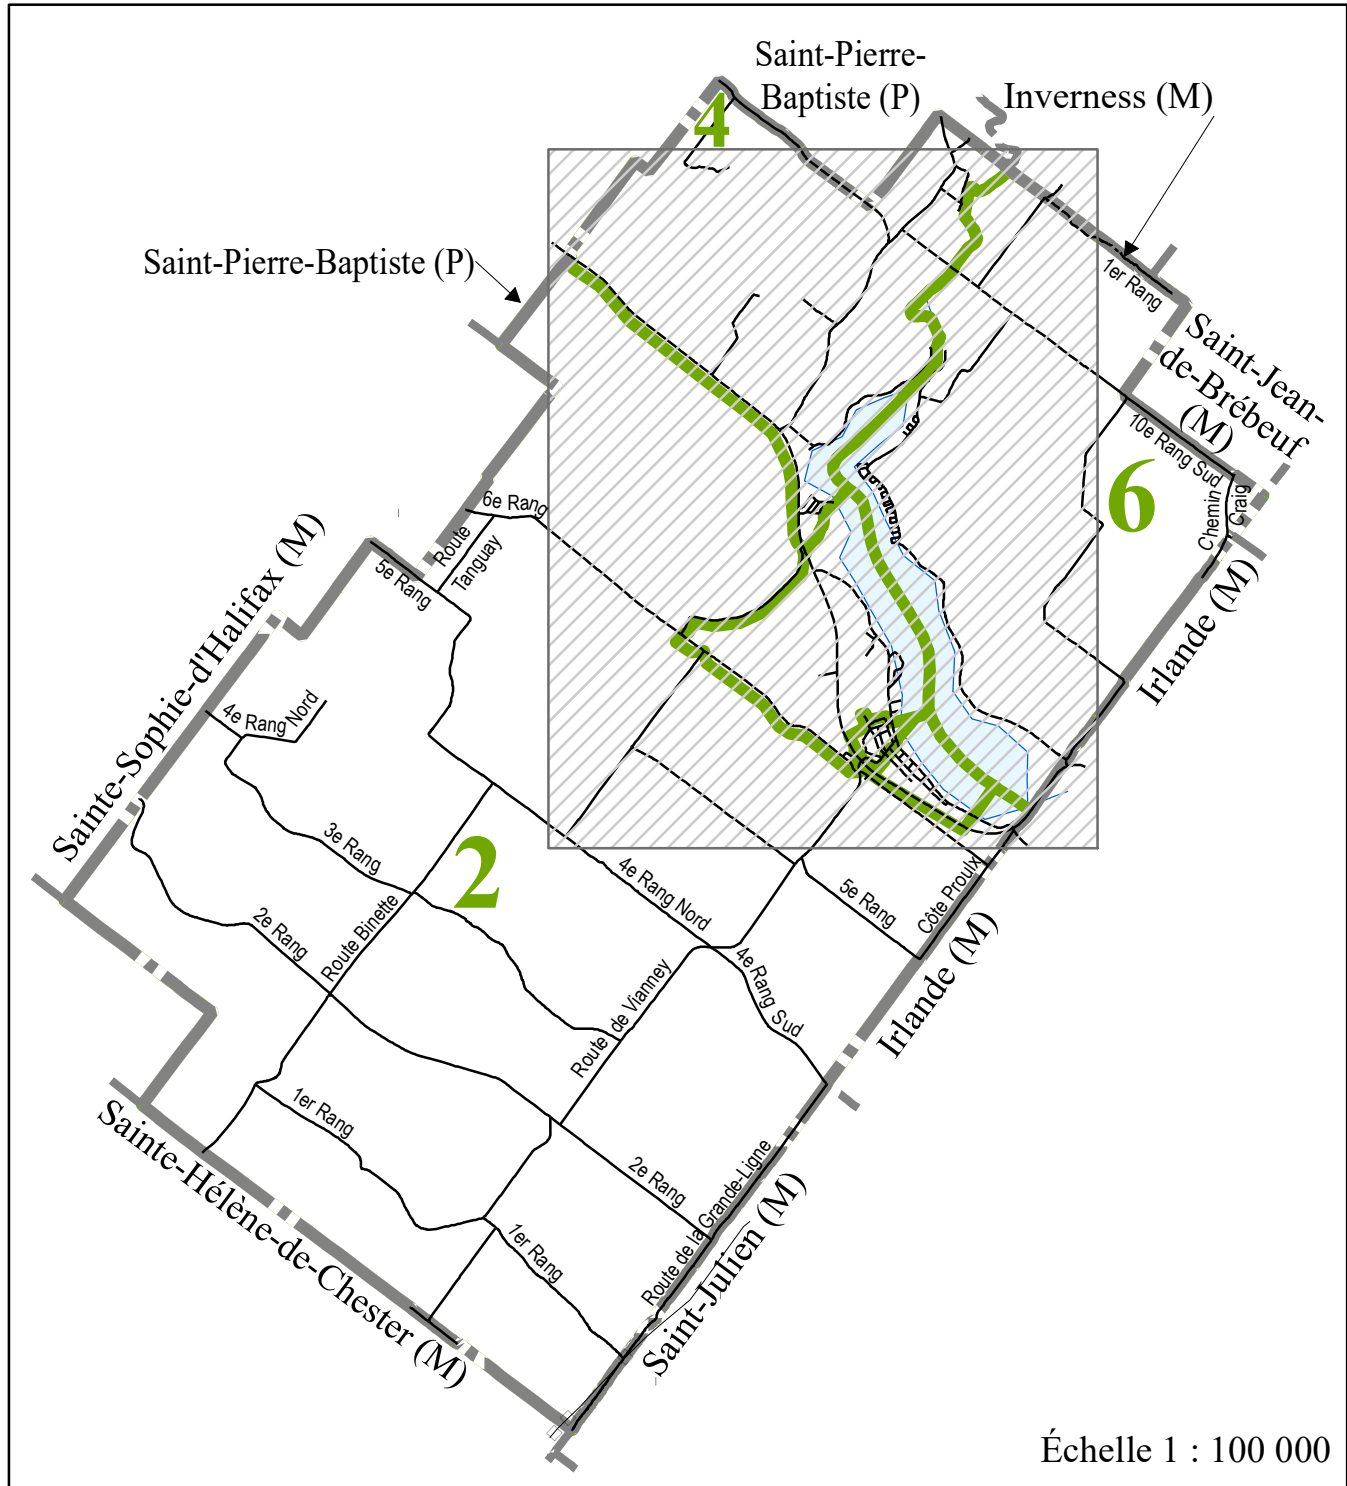 Saint-Pierre-
Baptiste (P)
Inverness (M)
4
Saint-Pierre-Baptiste (P)
1er Rang
Saint-Jean-
de-Brébeuf
(M)
10e Rang Sud
6
Chemin
Craig
6e Rang
Route
Tanguay
5e Rang
Irlande (M)
Sainte-Sophie-d'Halifax (M)
4e Rang Nord
3e Rang
2
4e Rang Nord
5e Rang
Côte Proulx
2e Rang
Route Binette
Route de Vianney
4e Rang Sud
Irlande (M)
1er Rang
2e Rang
Sainte-Hélène-de-Chester (M)
1er Rang
Route de la Grande-Ligne
Saint-Julien (M)
Échelle 1 : 100 000